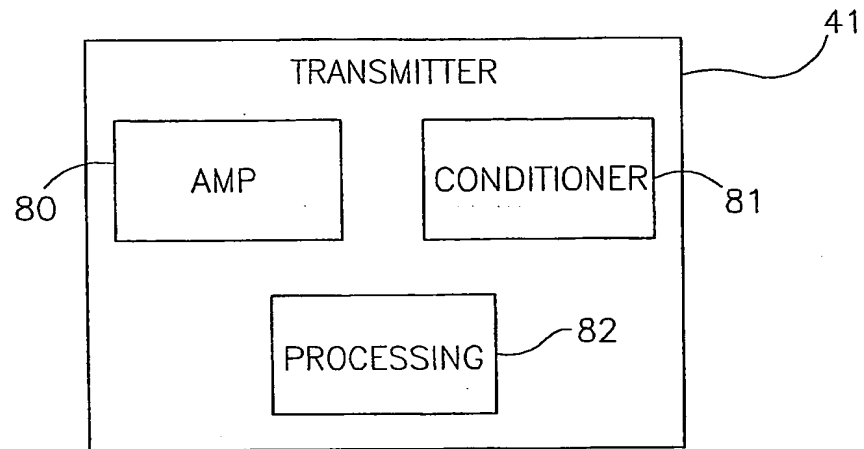 41
TRANSMITTER
AMP
CONDITIONER
80
81
PROCESSING
82